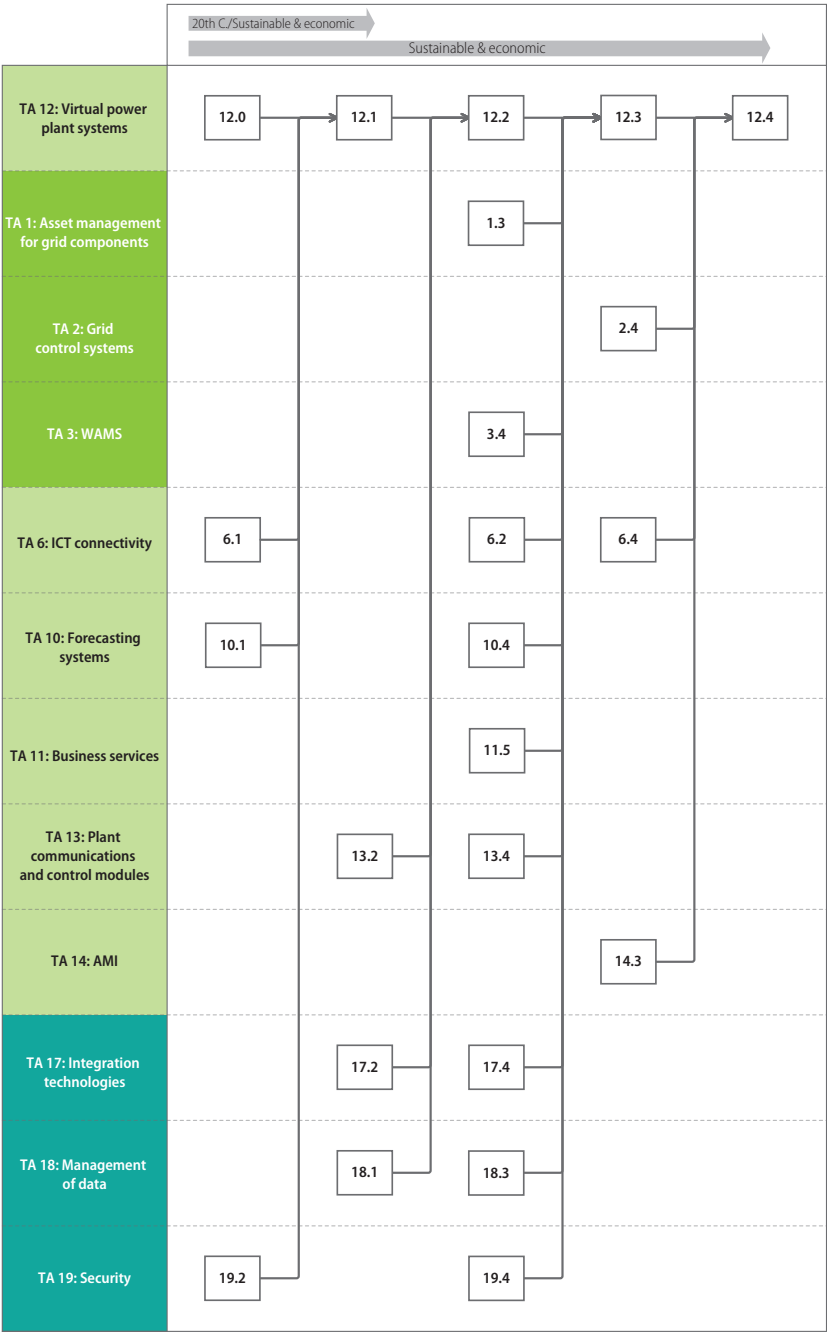 20th C./Sustainable & economic
Sustainable & economic
TA 12: Virtual power
plant systems
12.0
12.1
12.2
12.3
12.4
TA 1: Asset management
for grid components
1.3
TA 2: Grid
control systems
2.4
TA 3: WAMS
3.4
TA 6: ICT connectivity
6.1
6.2
6.4
TA 10: Forecasting
systems
10.1
10.4
TA 11: Business services
11.5
TA 13: Plant
communications
and control modules
13.2
13.4
TA 14: AMI
14.3
TA 17: Integration
technologies
17.2
17.4
TA 18: Management
of data
18.1
18.3
TA 19: Security
19.2
19.4